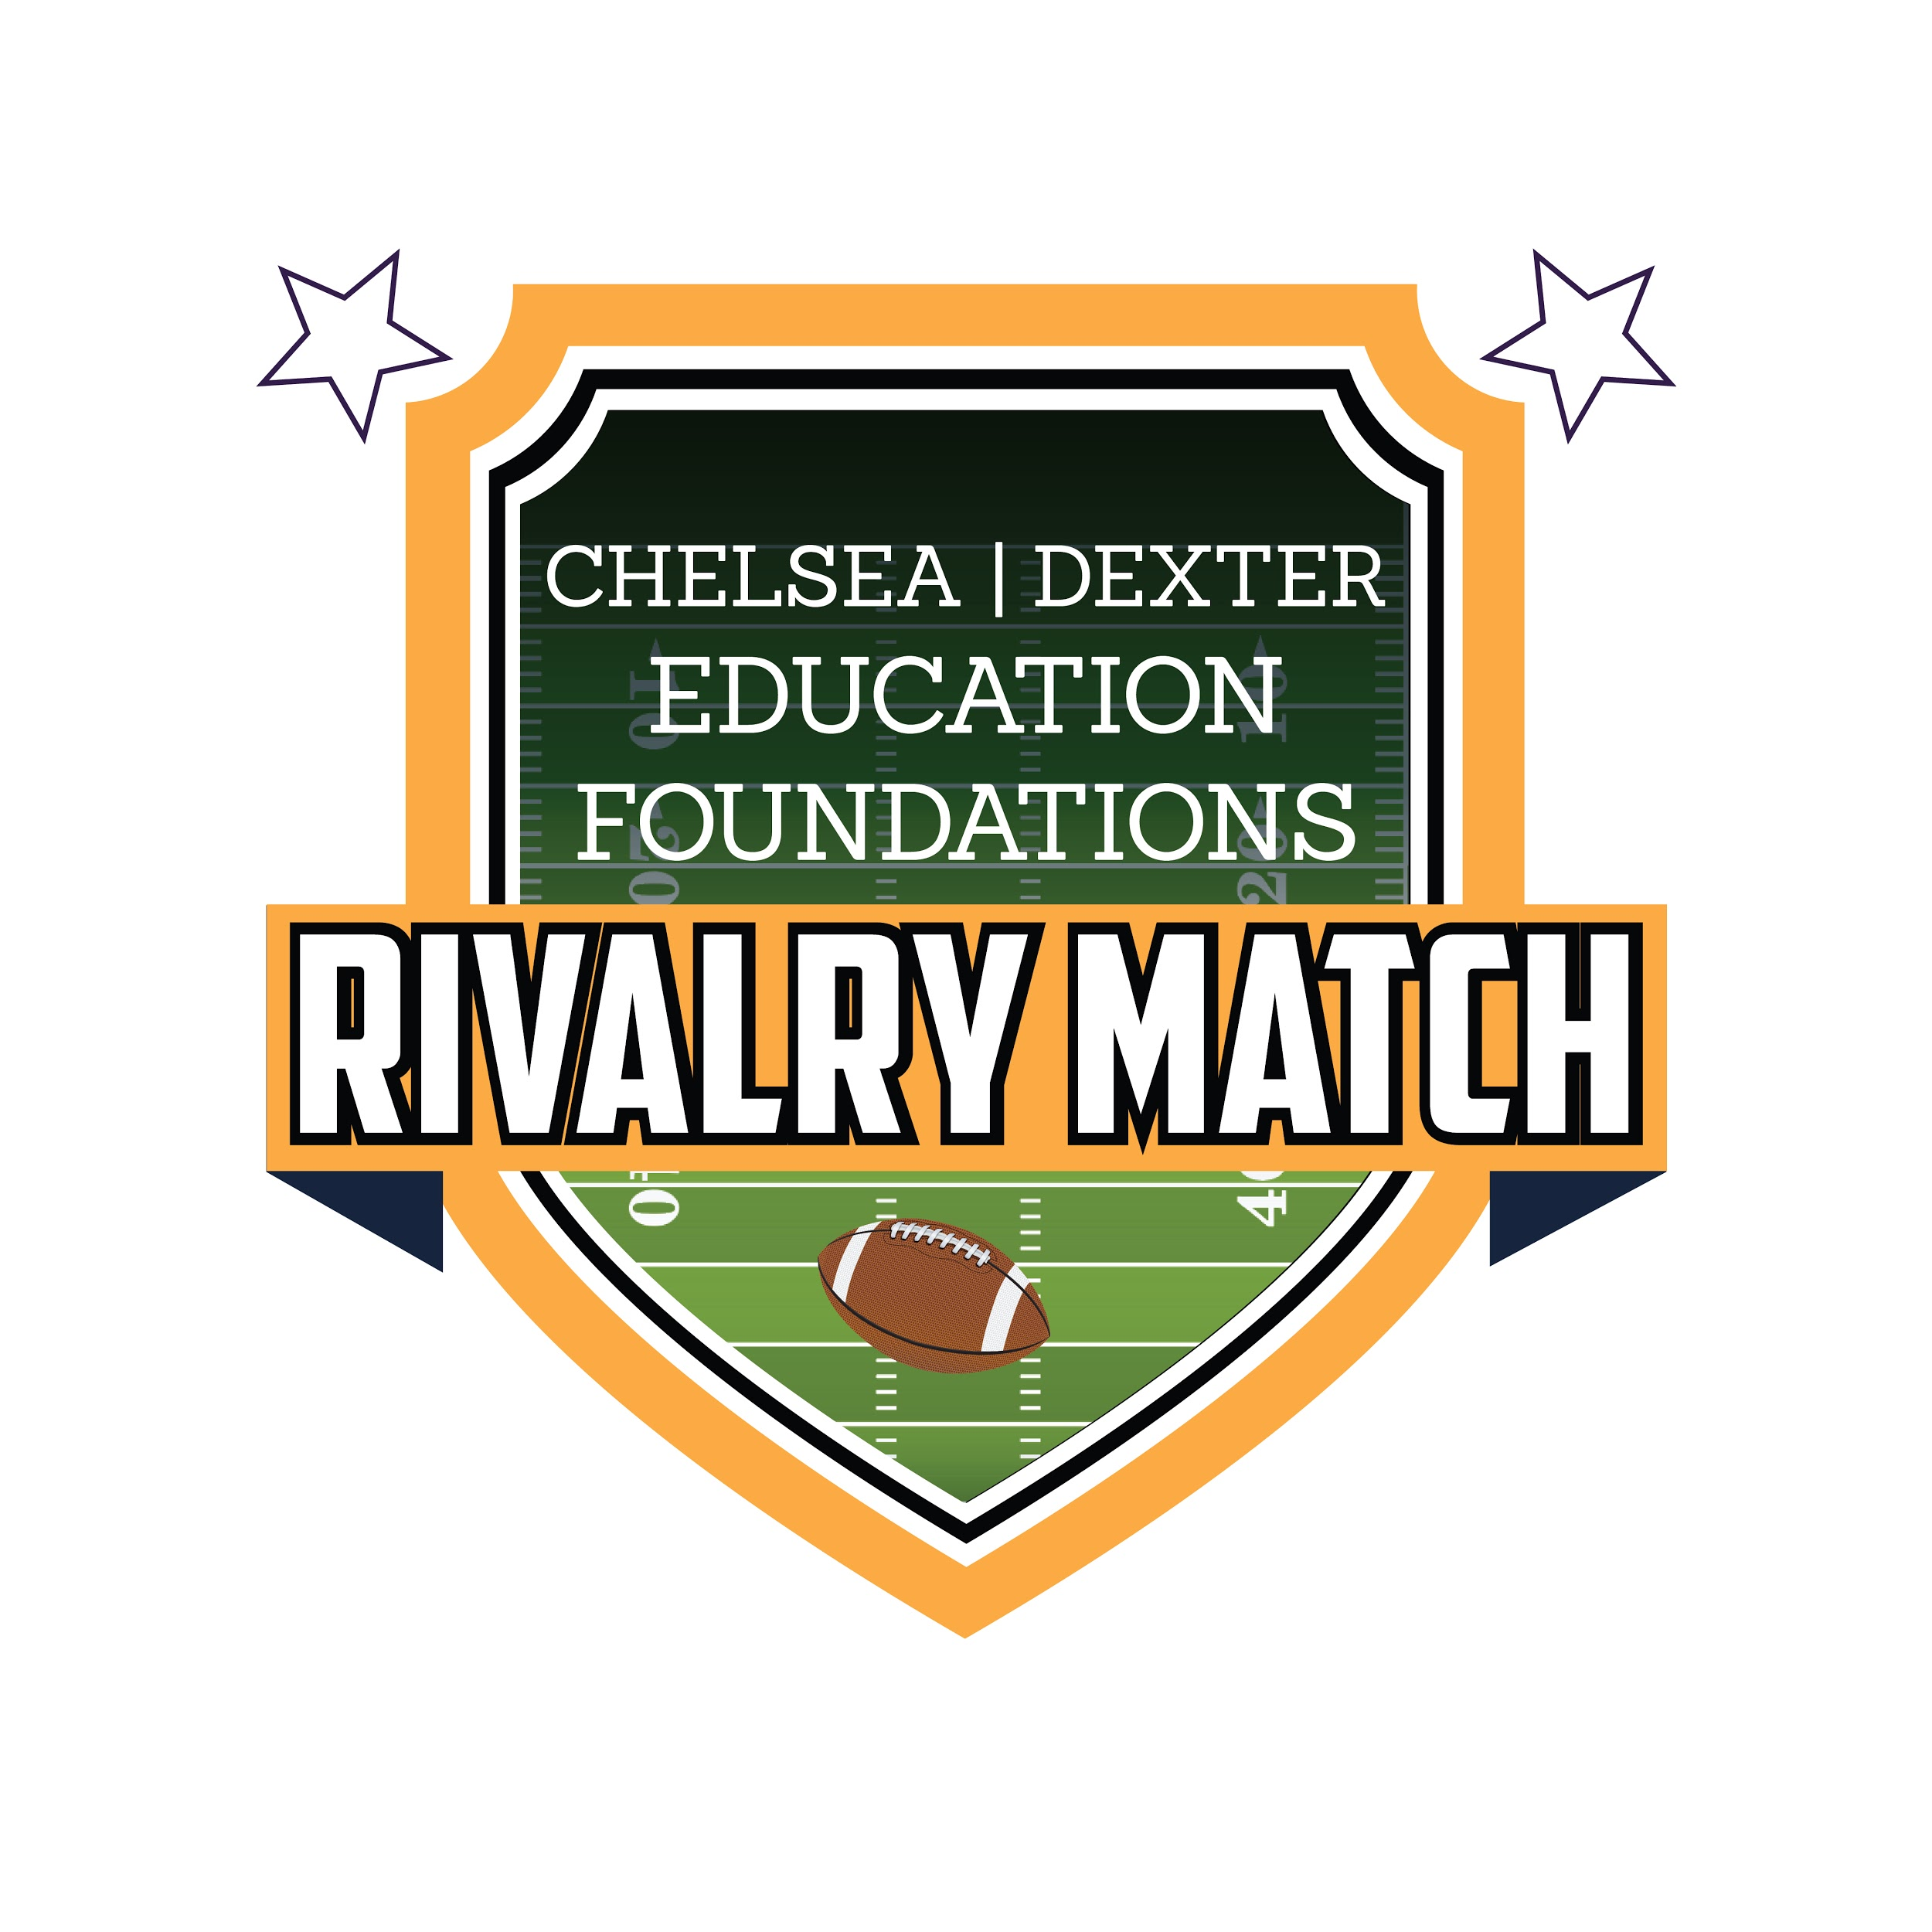 CHELSEA | DEXTER
EDUCATION
FOUNDATIONS
RIVALRY MATCH